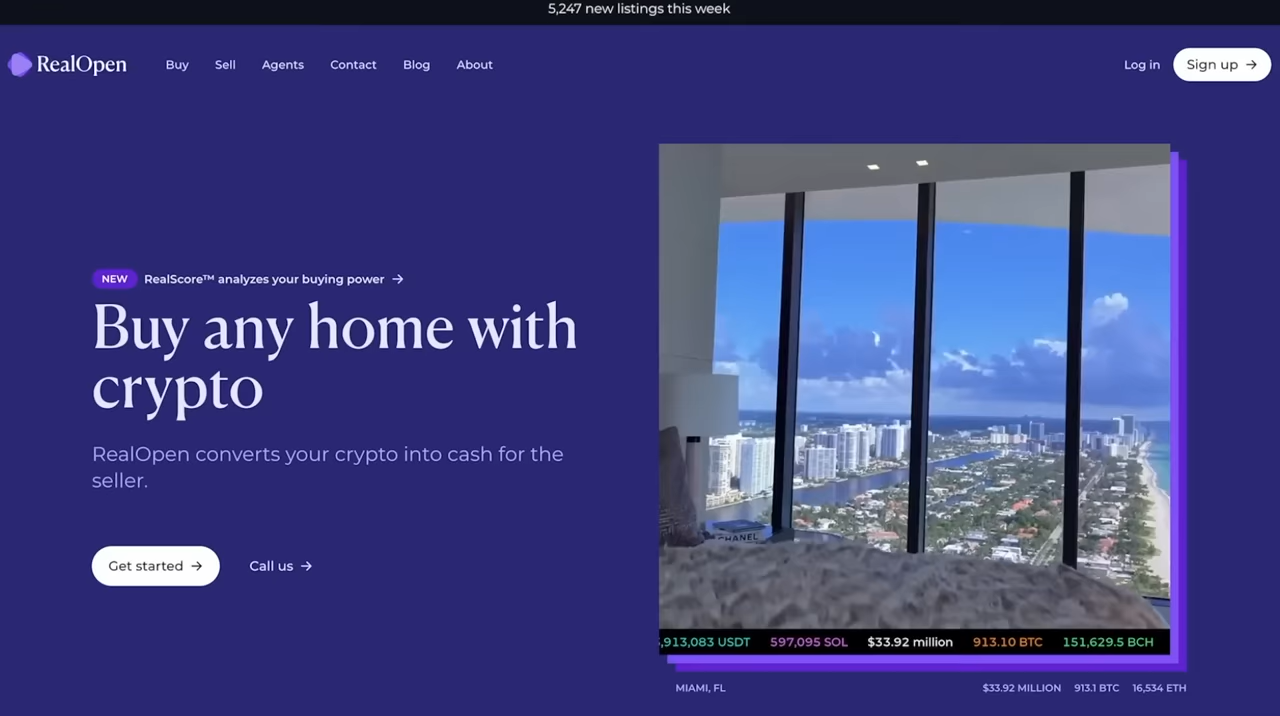 5,247 new listings this week
RealOpen Buy Sell Agents Contact Blog About Log in Sign up →
NEW RealScore™ analyzes your buying power →
Buy any home with
crypto
RealOpen converts your crypto into cash for the
seller.
Get started → Call us →
CHANEL
,913,083 USDT 597,095 SOL $33.92 million 913.10 BTC 151,629.5 BCH
MIAMI, FL $33.92 MILLION 913.1 BTC 16,534 ETH